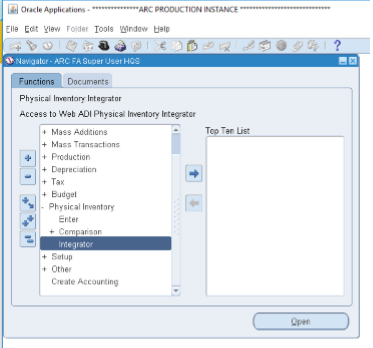 Oracle Applications - ****************ARC PRODUCTION INSTANCE ******************************
File Edit View Folder Tools Window Help
Navigator - ARC FA Super User HQS
Functions Documents
Physical Inventory Integrator
Access to Web ADI Physical Inventory Integrator
Top Ten List
+ Mass Additions
+ Mass Transactions
+ Production
+ Depreciation
+ Tax
+ Budget
- Physical Inventory
Enter
+ Comparison
Integrator
+ Setup
+ Other
Create Accounting
Open